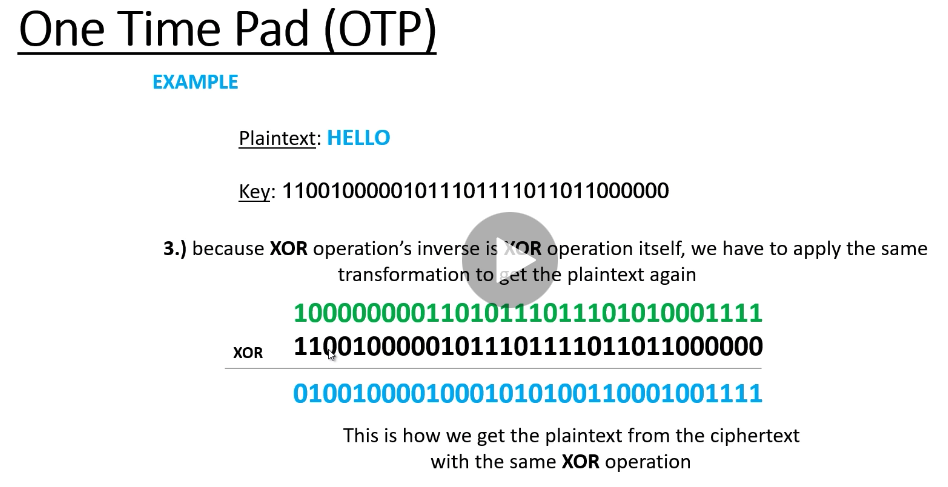 One Time Pad (OTP)
EXAMPLE
Plaintext: HELLO
Key: 11001000001011101111011011000000
3.) because XOR operation's inverse is XOR operation itself, we have to apply the same
transformation to get the plaintext again
10000000011010111011101010001111
XOR 11001000001011101111011011000000
01001000010001010100110001001111
This is how we get the plaintext from the ciphertext
with the same XOR operation